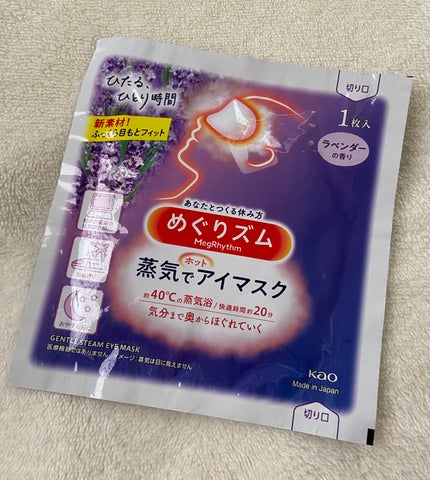 切り口
ひたる、
ひとり時間
1枚入
新素材!
ふっくら目もとフィット
ラベンダー
の香り
あなたとつくる休み方
めぐりズム
MegRhythm
蒸気でホットアイマスク
約40℃の蒸気浴/快適時間約20分
気分まで奥からほぐれていく
GENTLE STEAM EYE MASK
医療機器ではありません。イメージ:蒸気は目に見えません。
Kao
Made in Japan
切り口